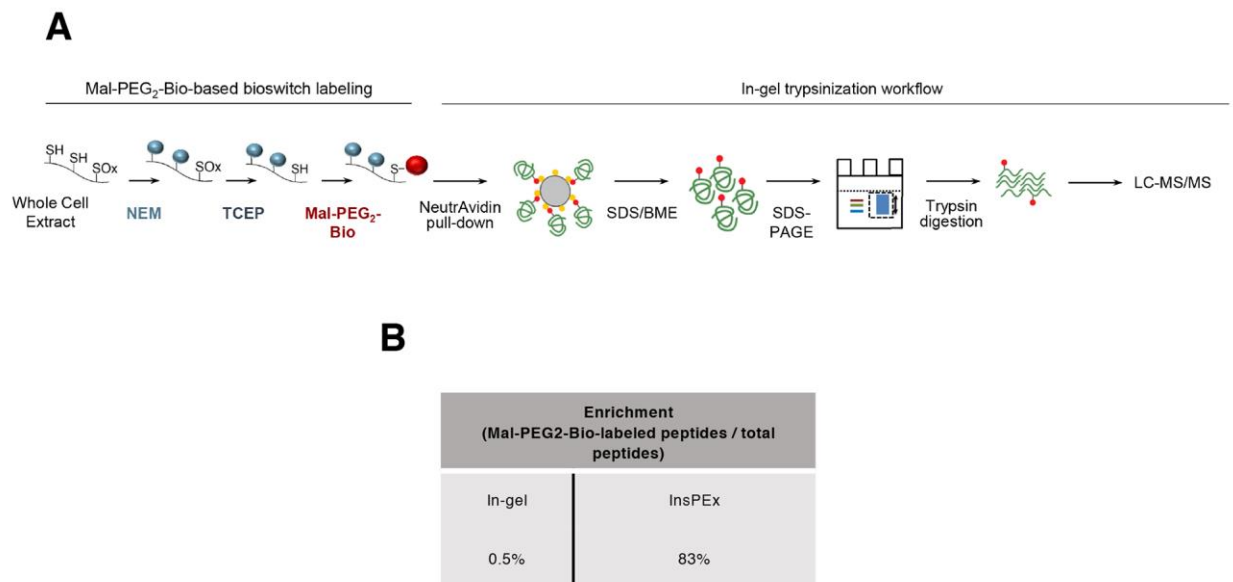 A
Mal-PEG2-Bio-based bioswitch labeling
In-gel trypsinization workflow
SH
SH
SOx
SOx
SH
S-
Whole Cell
Extract
NEM
TCEP
Mal-PEG2-
Bio
NeutrAvidin
pull-down
SDS/BME
SDS-
PAGE
Trypsin
digestion
LC-MS/MS
B
Enrichment
(Mal-PEG2-Bio-labeled peptides / total
peptides)
In-gel
InsPEx
0.5%
83%